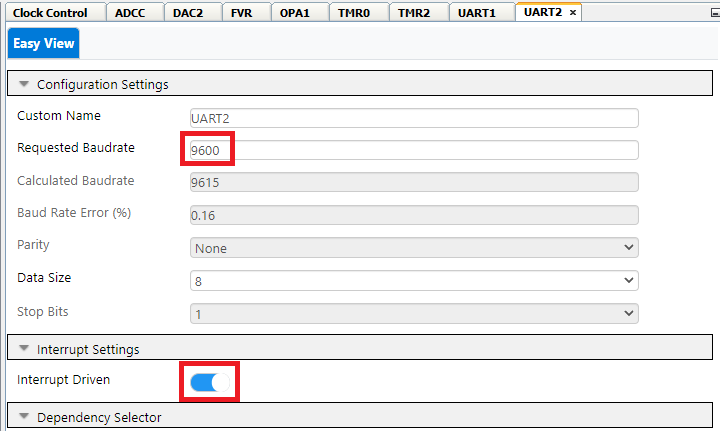 Clock Control ADCC DAC2 FVR OPA1 TMR0 TMR2 UART1 UART2 ×
Easy View
Configuration Settings
Custom Name UART2
Requested Baudrate 9600
Calculated Baudrate 9615
Baud Rate Error (%) 0.16
Parity None
Data Size 8
Stop Bits 1
Interrupt Settings
Interrupt Driven
Dependency Selector